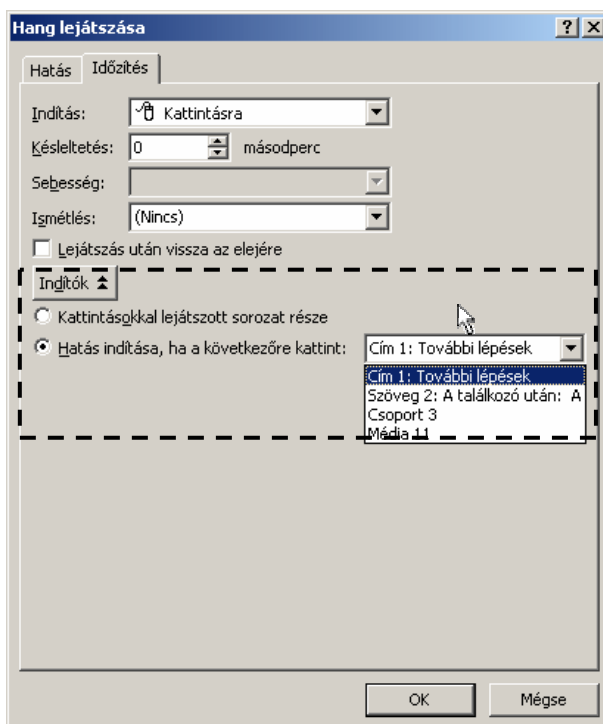 Hang lejátszása
Hatás Időzítés
Indítás: Kattintásra
Késleltetés: 0 másodperc
Sebesség:
Ismétlés: (Nincs)
Lejátszás után vissza az elejére
Indítók
Kattintásokkal lejátszott sorozat része
Hatás indítása, ha a következőre kattint: Cím 1: További lépések
Cím 1: További lépések
Szöveg 2: A találkozó után: A
Csoport 3
Média 11
OK Mégse